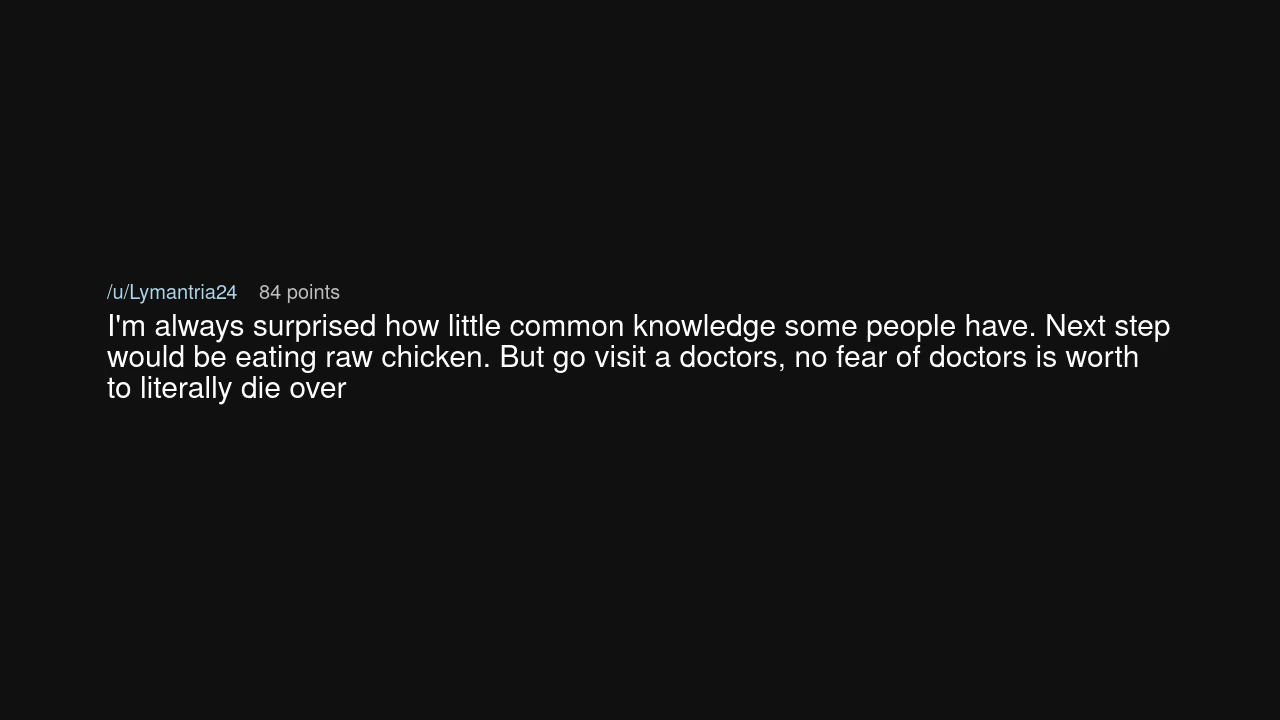 /u/Lymantria24 84 points
I'm always surprised how little common knowledge some people have. Next step
would be eating raw chicken. But go visit a doctors, no fear of doctors is worth
to literally die over